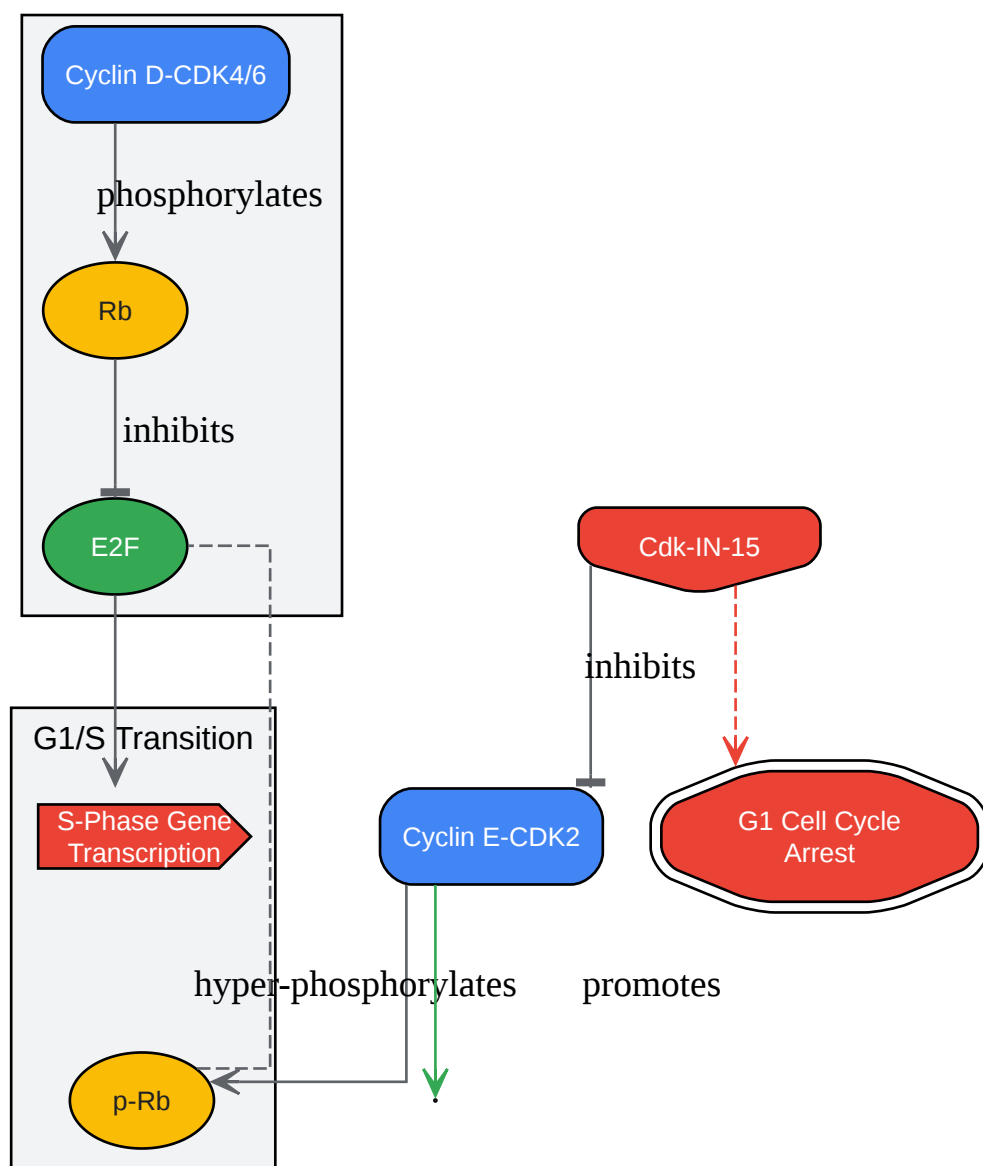 Cyclin D-CDK4/6
phosphorylates
Rb
inhibits
E2F
Cdk-IN-15
inhibits
G1/S Transition
S-Phase Gene
Transcription
Cyclin E-CDK2
G1 Cell Cycle
Arrest
hyper-phosphorylates
promotes
p-Rb